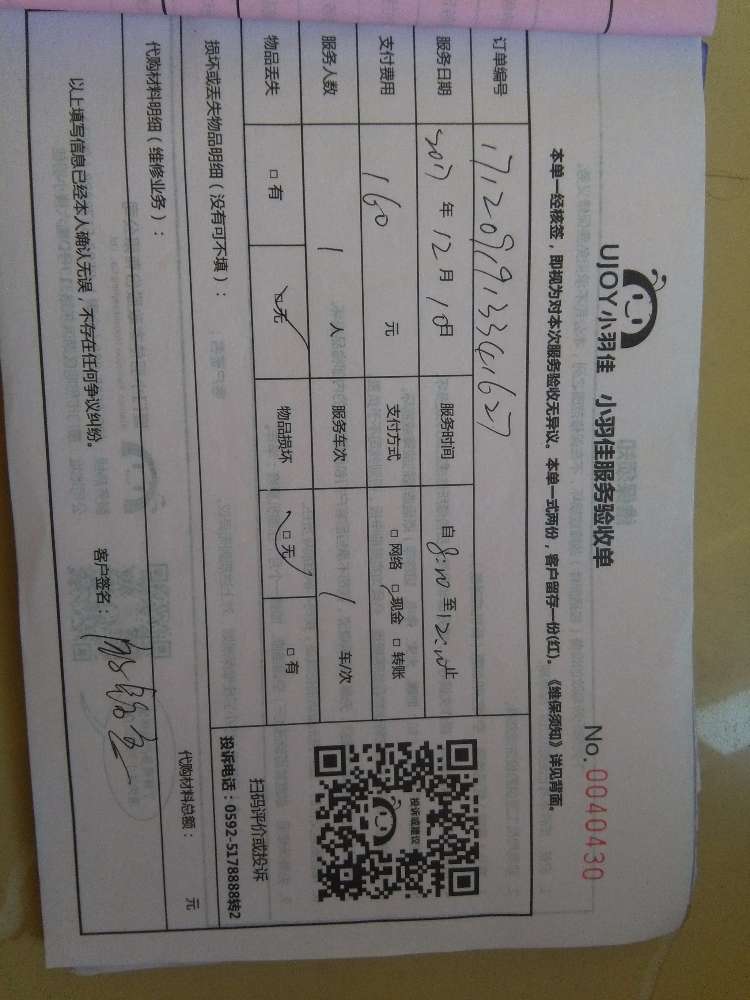 UJOY小羽佳 小羽佳服务验收单
No. 0040430
本单一经核签，即视为对本次服务验收无异议。本单一式两份，客户留存一份(红)。《维保须知》详见背面。
订单编号 1712091913341627
服务日期 2017 年 12 月 10 日 服务时间 自 8:00 至 12:00 止
支付费用 160 元 支付方式 □ 网络 □ 现金 □ 转账
服务人数 1 人 服务车次 1 车/次
物品丢失 □ 有 □ 无 物品损坏 □ 无 □ 有
投诉或建议
扫码评价或投诉
投诉电话：0592-5178888转2
损坏或丢失物品明细（没有可不填）：
代购材料明细（维修业务）： 代购材料总额： 元
以上填写信息已经本人确认无误，不存在任何争议纠纷。 客户签名：